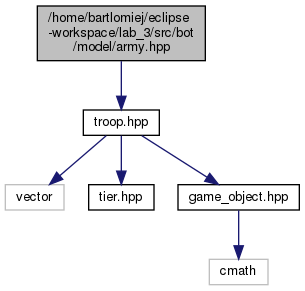 /home/bartlomiej/eclipse
-workspace/lab_3/src/bot
/model/army.hpp
troop.hpp
vector
tier.hpp
game_object.hpp
cmath